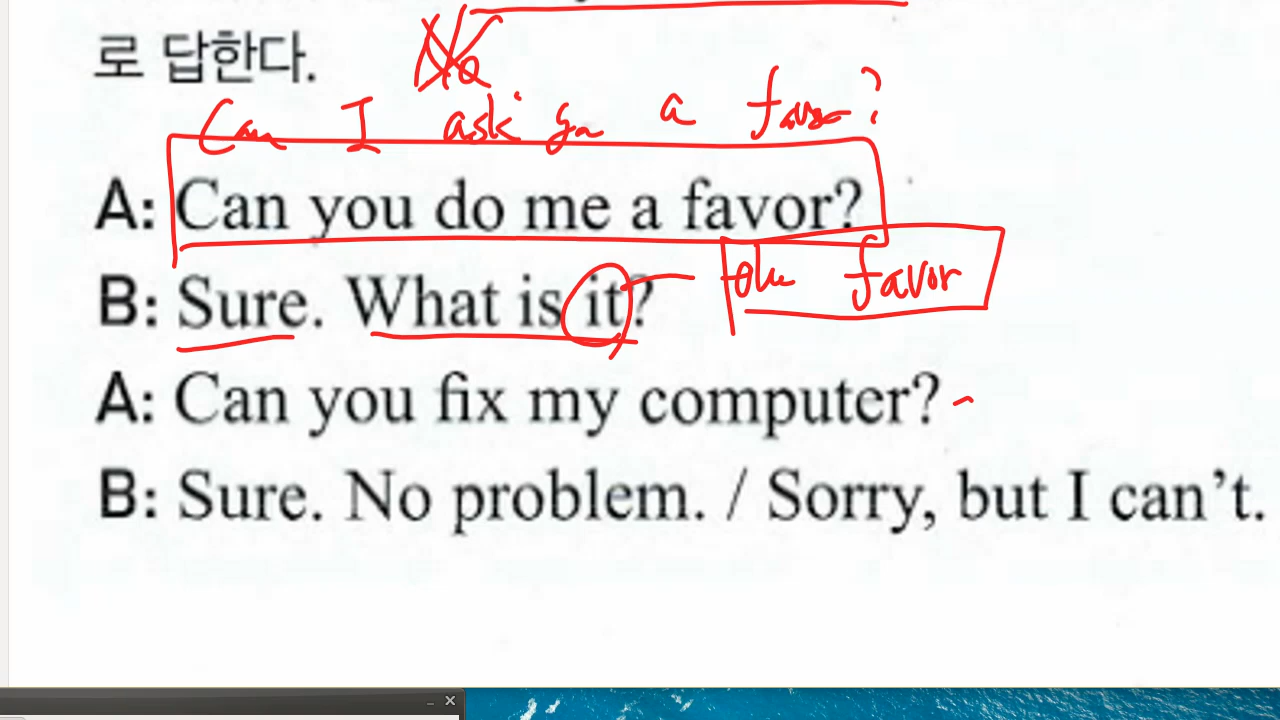 로 답한다.
No
Can I ask you a favor?
A: Can you do me a favor?
B: Sure. What is it?
the favor
A: Can you fix my computer?
B: Sure. No problem. / Sorry, but I can't.